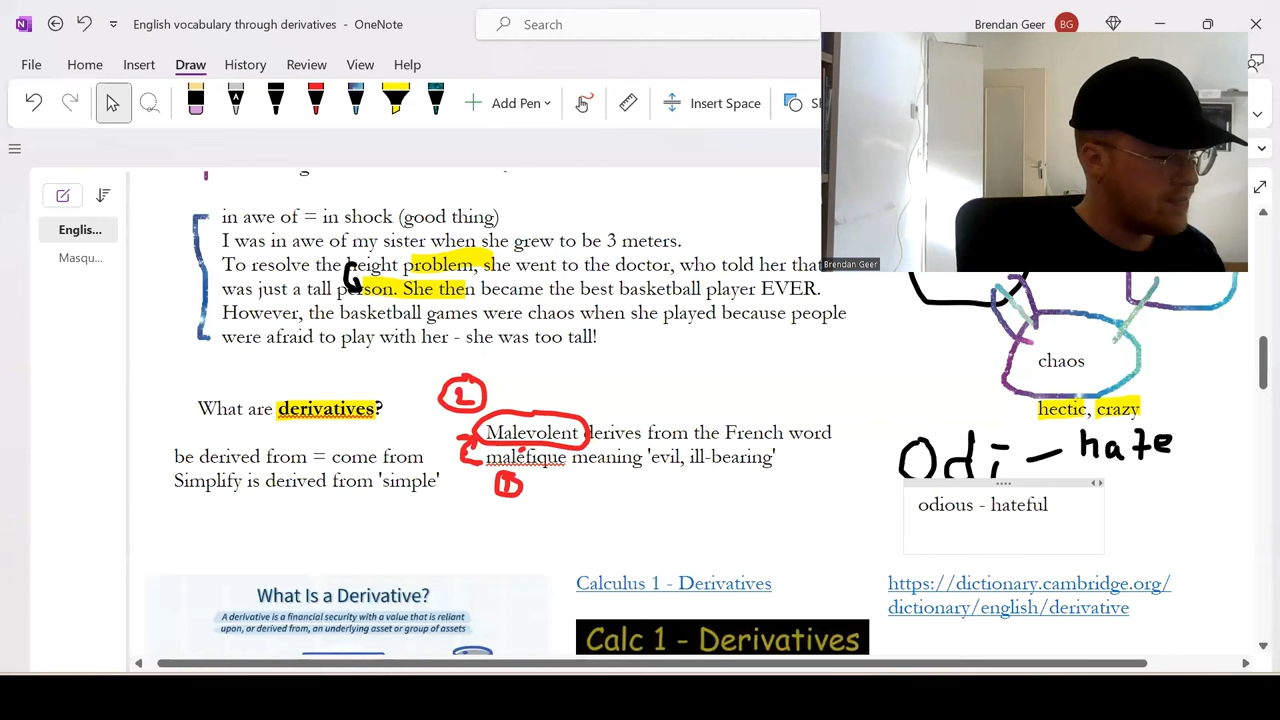 English vocabulary through derivatives - OneNote
Search
Brendan Geer BG
File Home Insert Draw History Review View Help
A Add Pen Insert Space
Brendan Geer
Englis...
Masqu...
in awe of = in shock (good thing)
I was in awe of my sister when she grew to be 3 meters.
To resolve the height problem, she went to the doctor, who told her that
was just a tall person. She then became the best basketball player EVER.
However, the basketball games were chaos when she played because people
were afraid to play with her - she was too tall!
chaos
hectic, crazy
What are derivatives?
2
Malevolent derives from the French word
maléfique meaning 'evil, ill-bearing'
1
be derived from = come from
Simplify is derived from 'simple'
Odi - hate
odious - hateful
What Is a Derivative?
A derivative is a financial security with a value that is reliant
upon, or derived from, an underlying asset or group of assets
Calculus 1 - Derivatives
Calc 1 - Derivatives
https://dictionary.cambridge.org/
dictionary/english/derivative